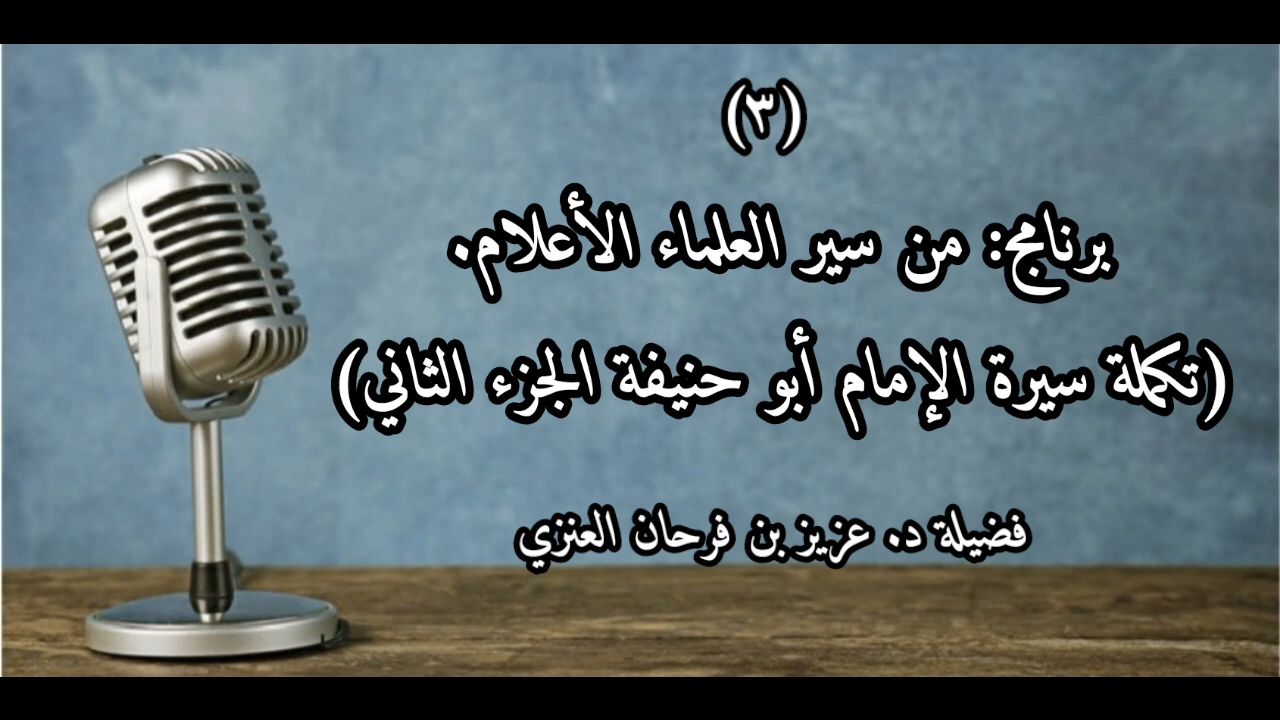 (٣)
برنامج: من سير العلماء الأعلام.
(تكملة سيرة الإمام أبو حنيفة الجزء الثاني)
فضيلة د. عزيز بن فرحان العنزي